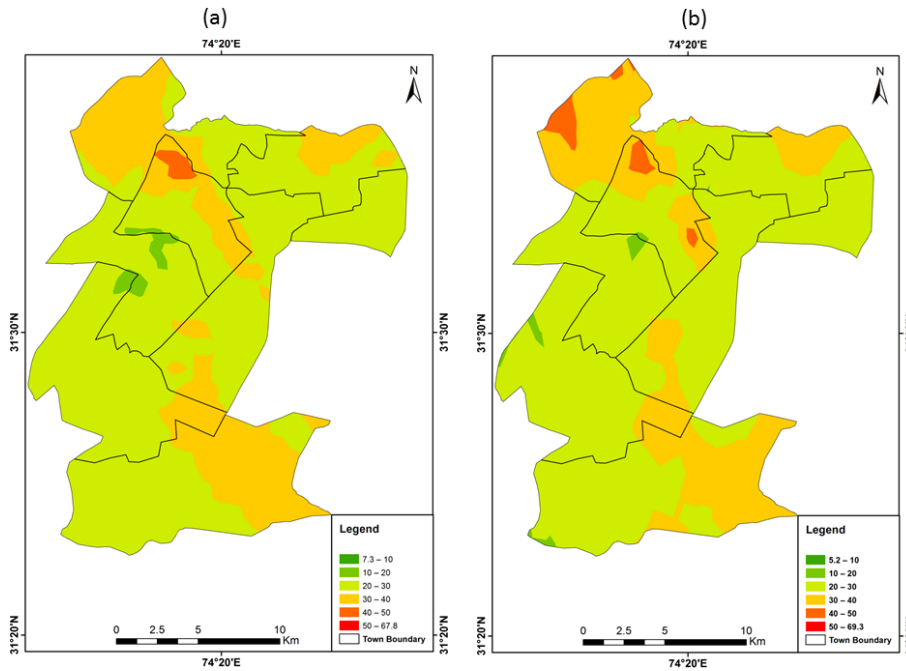 (a)
74°20'E
N
31°30'N
31°30'N
Legend
7.3 – 10
10 – 20
20 – 30
30 – 40
40 – 50
50 – 67.8
Town Boundary
0 2.5 5 10
Km
31°20'N
31°20'N
74°20'E
(b)
74°20'E
N
31°30'N
Legend
5.2 – 10
10 – 20
20 – 30
30 – 40
40 – 50
50 – 69.3
Town Boundary
0 2.5 5 10
Km
31°20'N
74°20'E